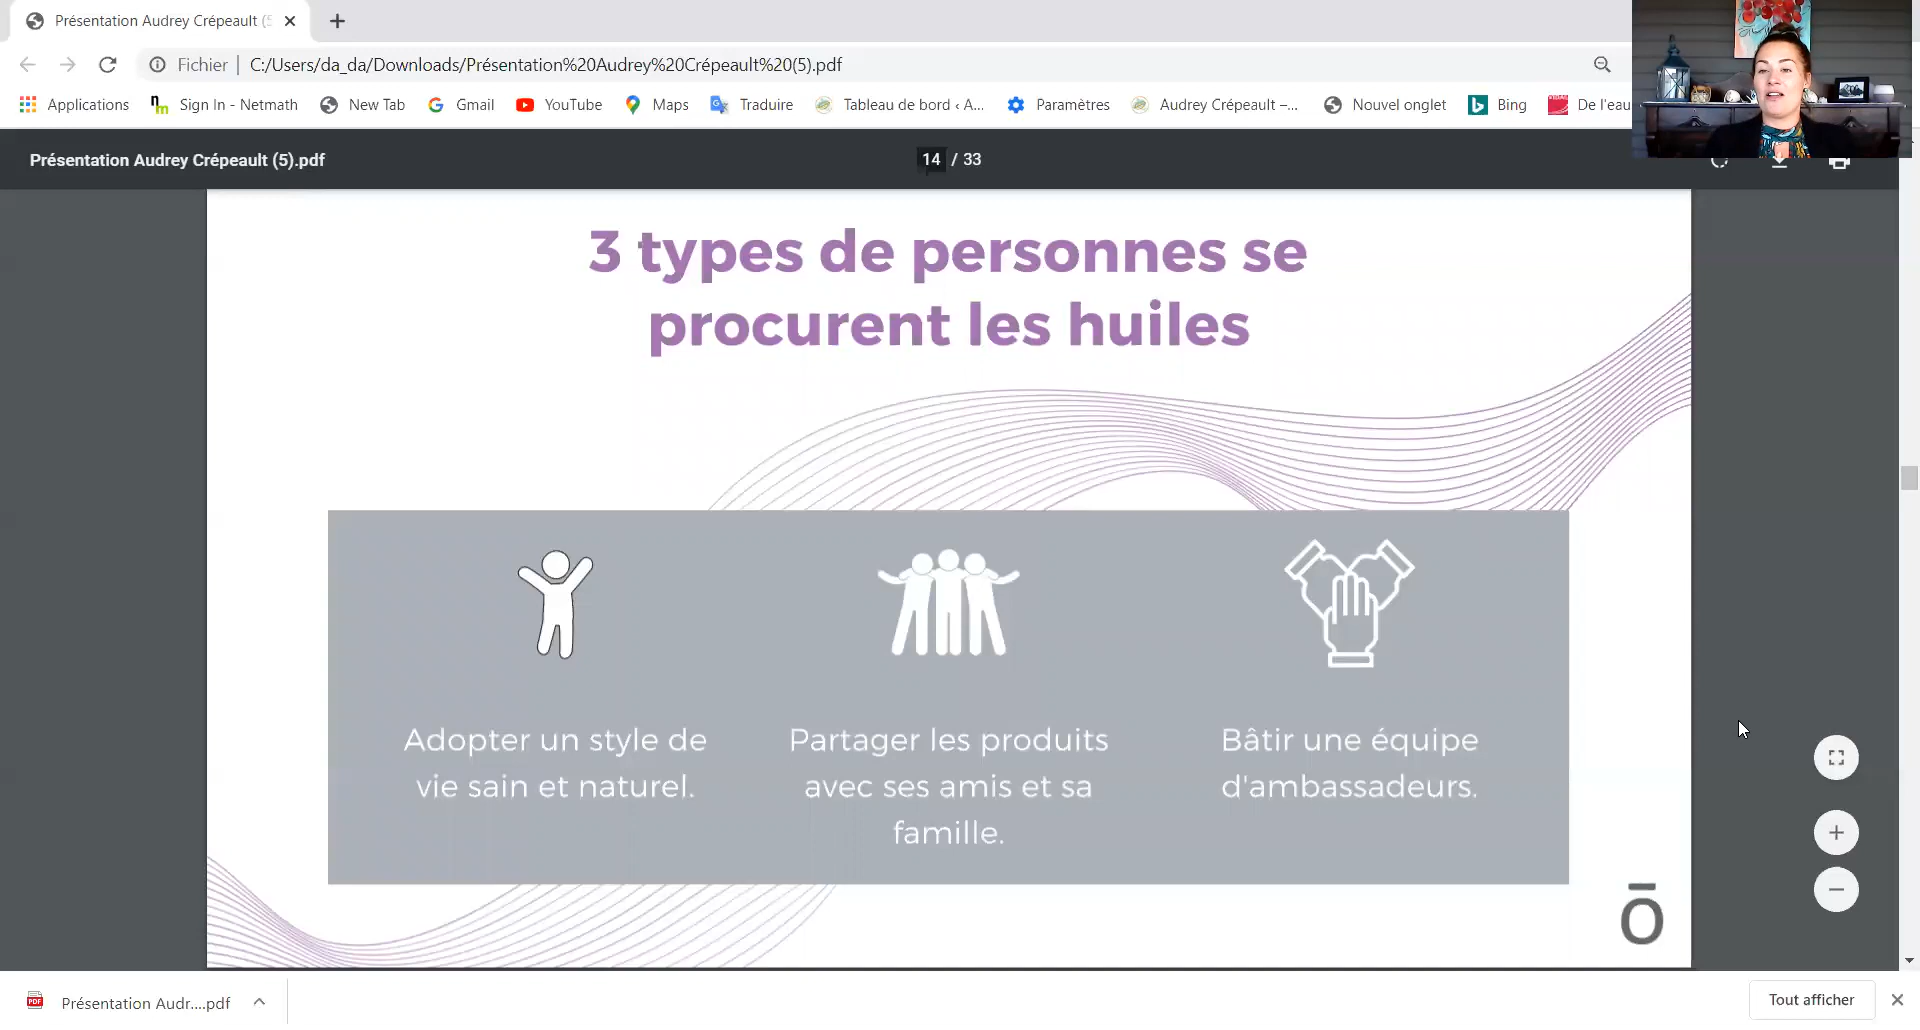 Présentation Audrey Crépeault (5
Fichier | C:/Users/da_da/Downloads/Présentation%20Audrey%20Crépeault%20(5).pdf
Applications Sign In - Netmath New Tab Gmail YouTube Maps Traduire Tableau de bord ‹ A... Paramètres Audrey Crépeault –... Nouvel onglet Bing De l'eau
Présentation Audrey Crépeault (5).pdf
14 / 33
3 types de personnes se
procurent les huiles
Adopter un style de
vie sain et naturel.
Partager les produits
avec ses amis et sa
famille.
Bâtir une équipe
d'ambassadeurs.
ō
Présentation Audr....pdf
Tout afficher